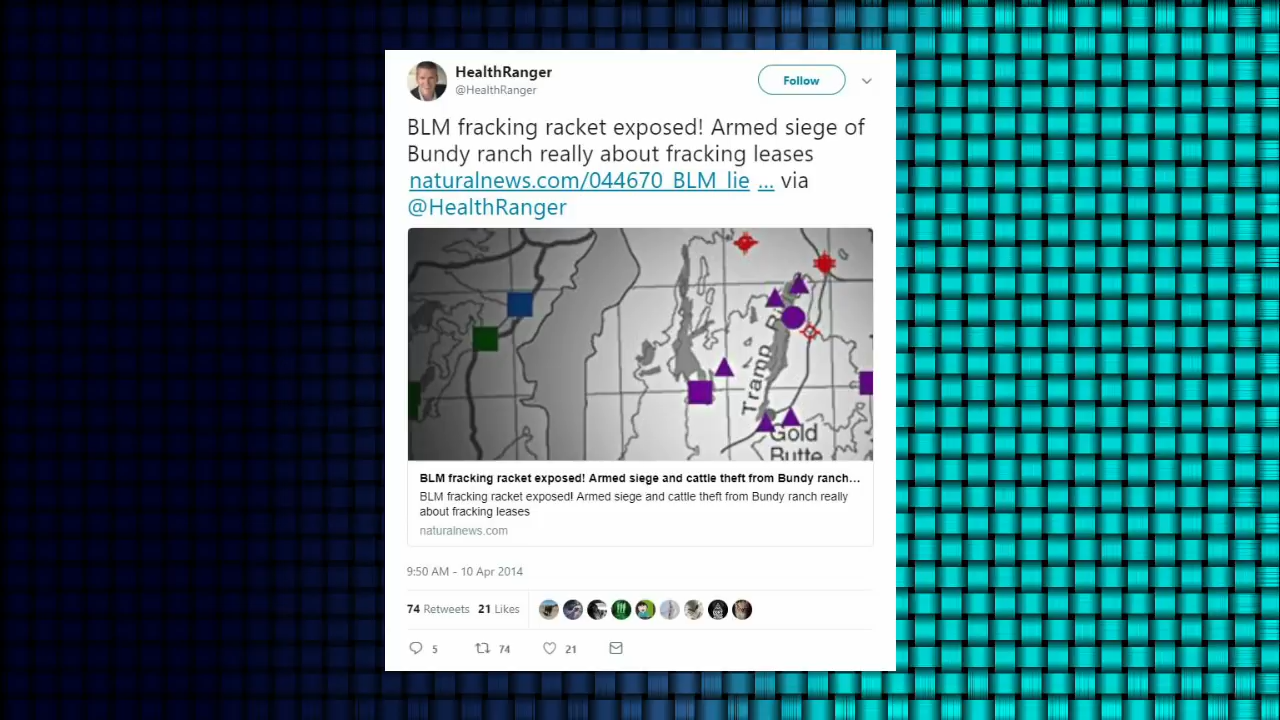 HealthRanger
@HealthRanger
Follow
BLM fracking racket exposed! Armed siege of
Bundy ranch really about fracking leases
naturalnews.com/044670_BLM_lie ... via
@HealthRanger
Tramp
Gold
Butte
BLM fracking racket exposed! Armed siege and cattle theft from Bundy ranch...
BLM fracking racket exposed! Armed siege and cattle theft from Bundy ranch really
about fracking leases
naturalnews.com
9:50 AM - 10 Apr 2014
74 Retweets 21 Likes
5 74 21